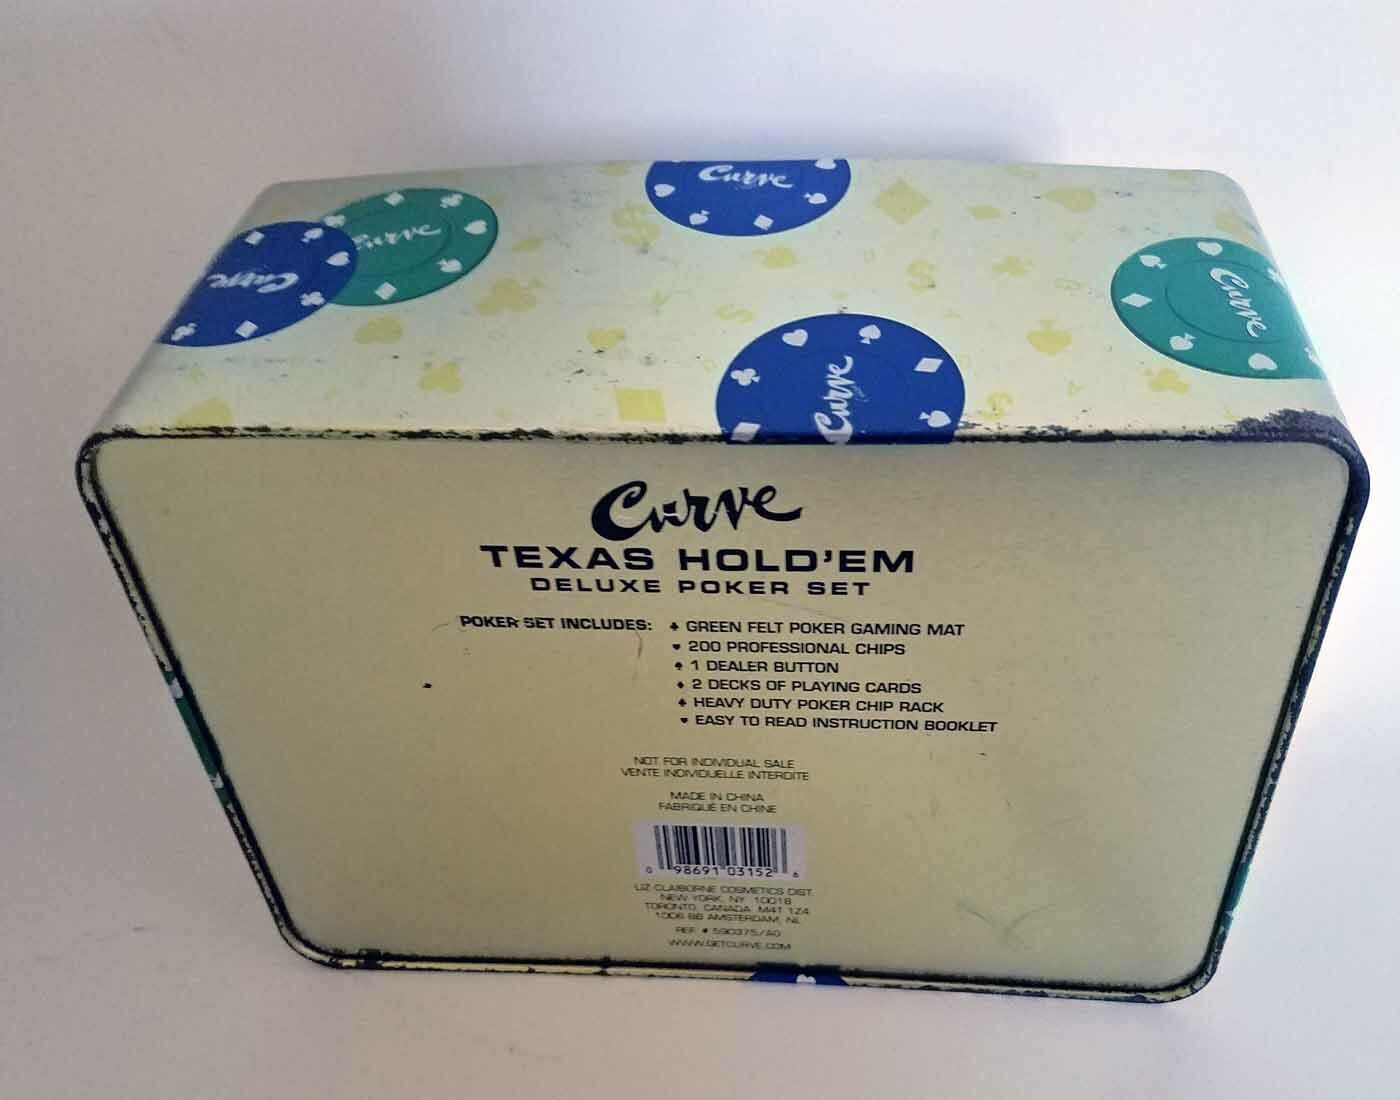 Curve
Curve
Curve
Curve
Curve
Curve
TEXAS HOLD'EM
DELUXE POKER SET
POKER SET INCLUDES: ♣ GREEN FELT POKER GAMING MAT
♥ 200 PROFESSIONAL CHIPS
♠ 1 DEALER BUTTON
♦ 2 DECKS OF PLAYING CARDS
♣ HEAVY DUTY POKER CHIP RACK
♥ EASY TO READ INSTRUCTION BOOKLET
NOT FOR INDIVIDUAL SALE
VENTE INDIVIDUELLE INTERDITE
MADE IN CHINA
FABRIQUÉ EN CHINE
0 98691 03152 6
LIZ CLAIBORNE COSMETICS DIST.
NEW YORK, NY 10018
TORONTO, CANADA M4T 1Z4
1006 BB AMSTERDAM, NL
REF # 590375/A0
WWW.GETCURVE.COM